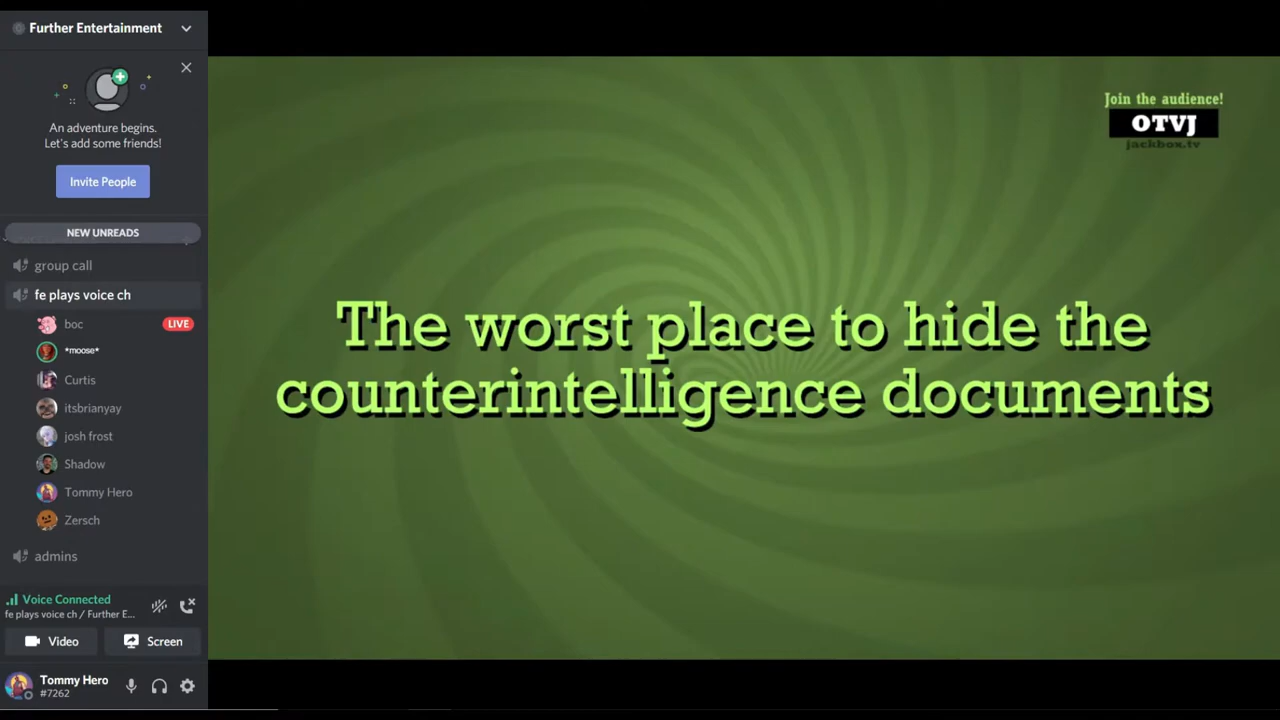 Further Entertainment
An adventure begins.
Let's add some friends!
Invite People
NEW UNREADS
group call
fe plays voice ch
boc
LIVE
*moose*
Curtis
itsbrianyay
josh frost
Shadow
Tommy Hero
Zersch
admins
Voice Connected
fe plays voice ch / Further E...
Video
Screen
Tommy Hero
#7262
Join the audience!
OTVJ
jackbox.tv
The worst place to hide the
counterintelligence documents